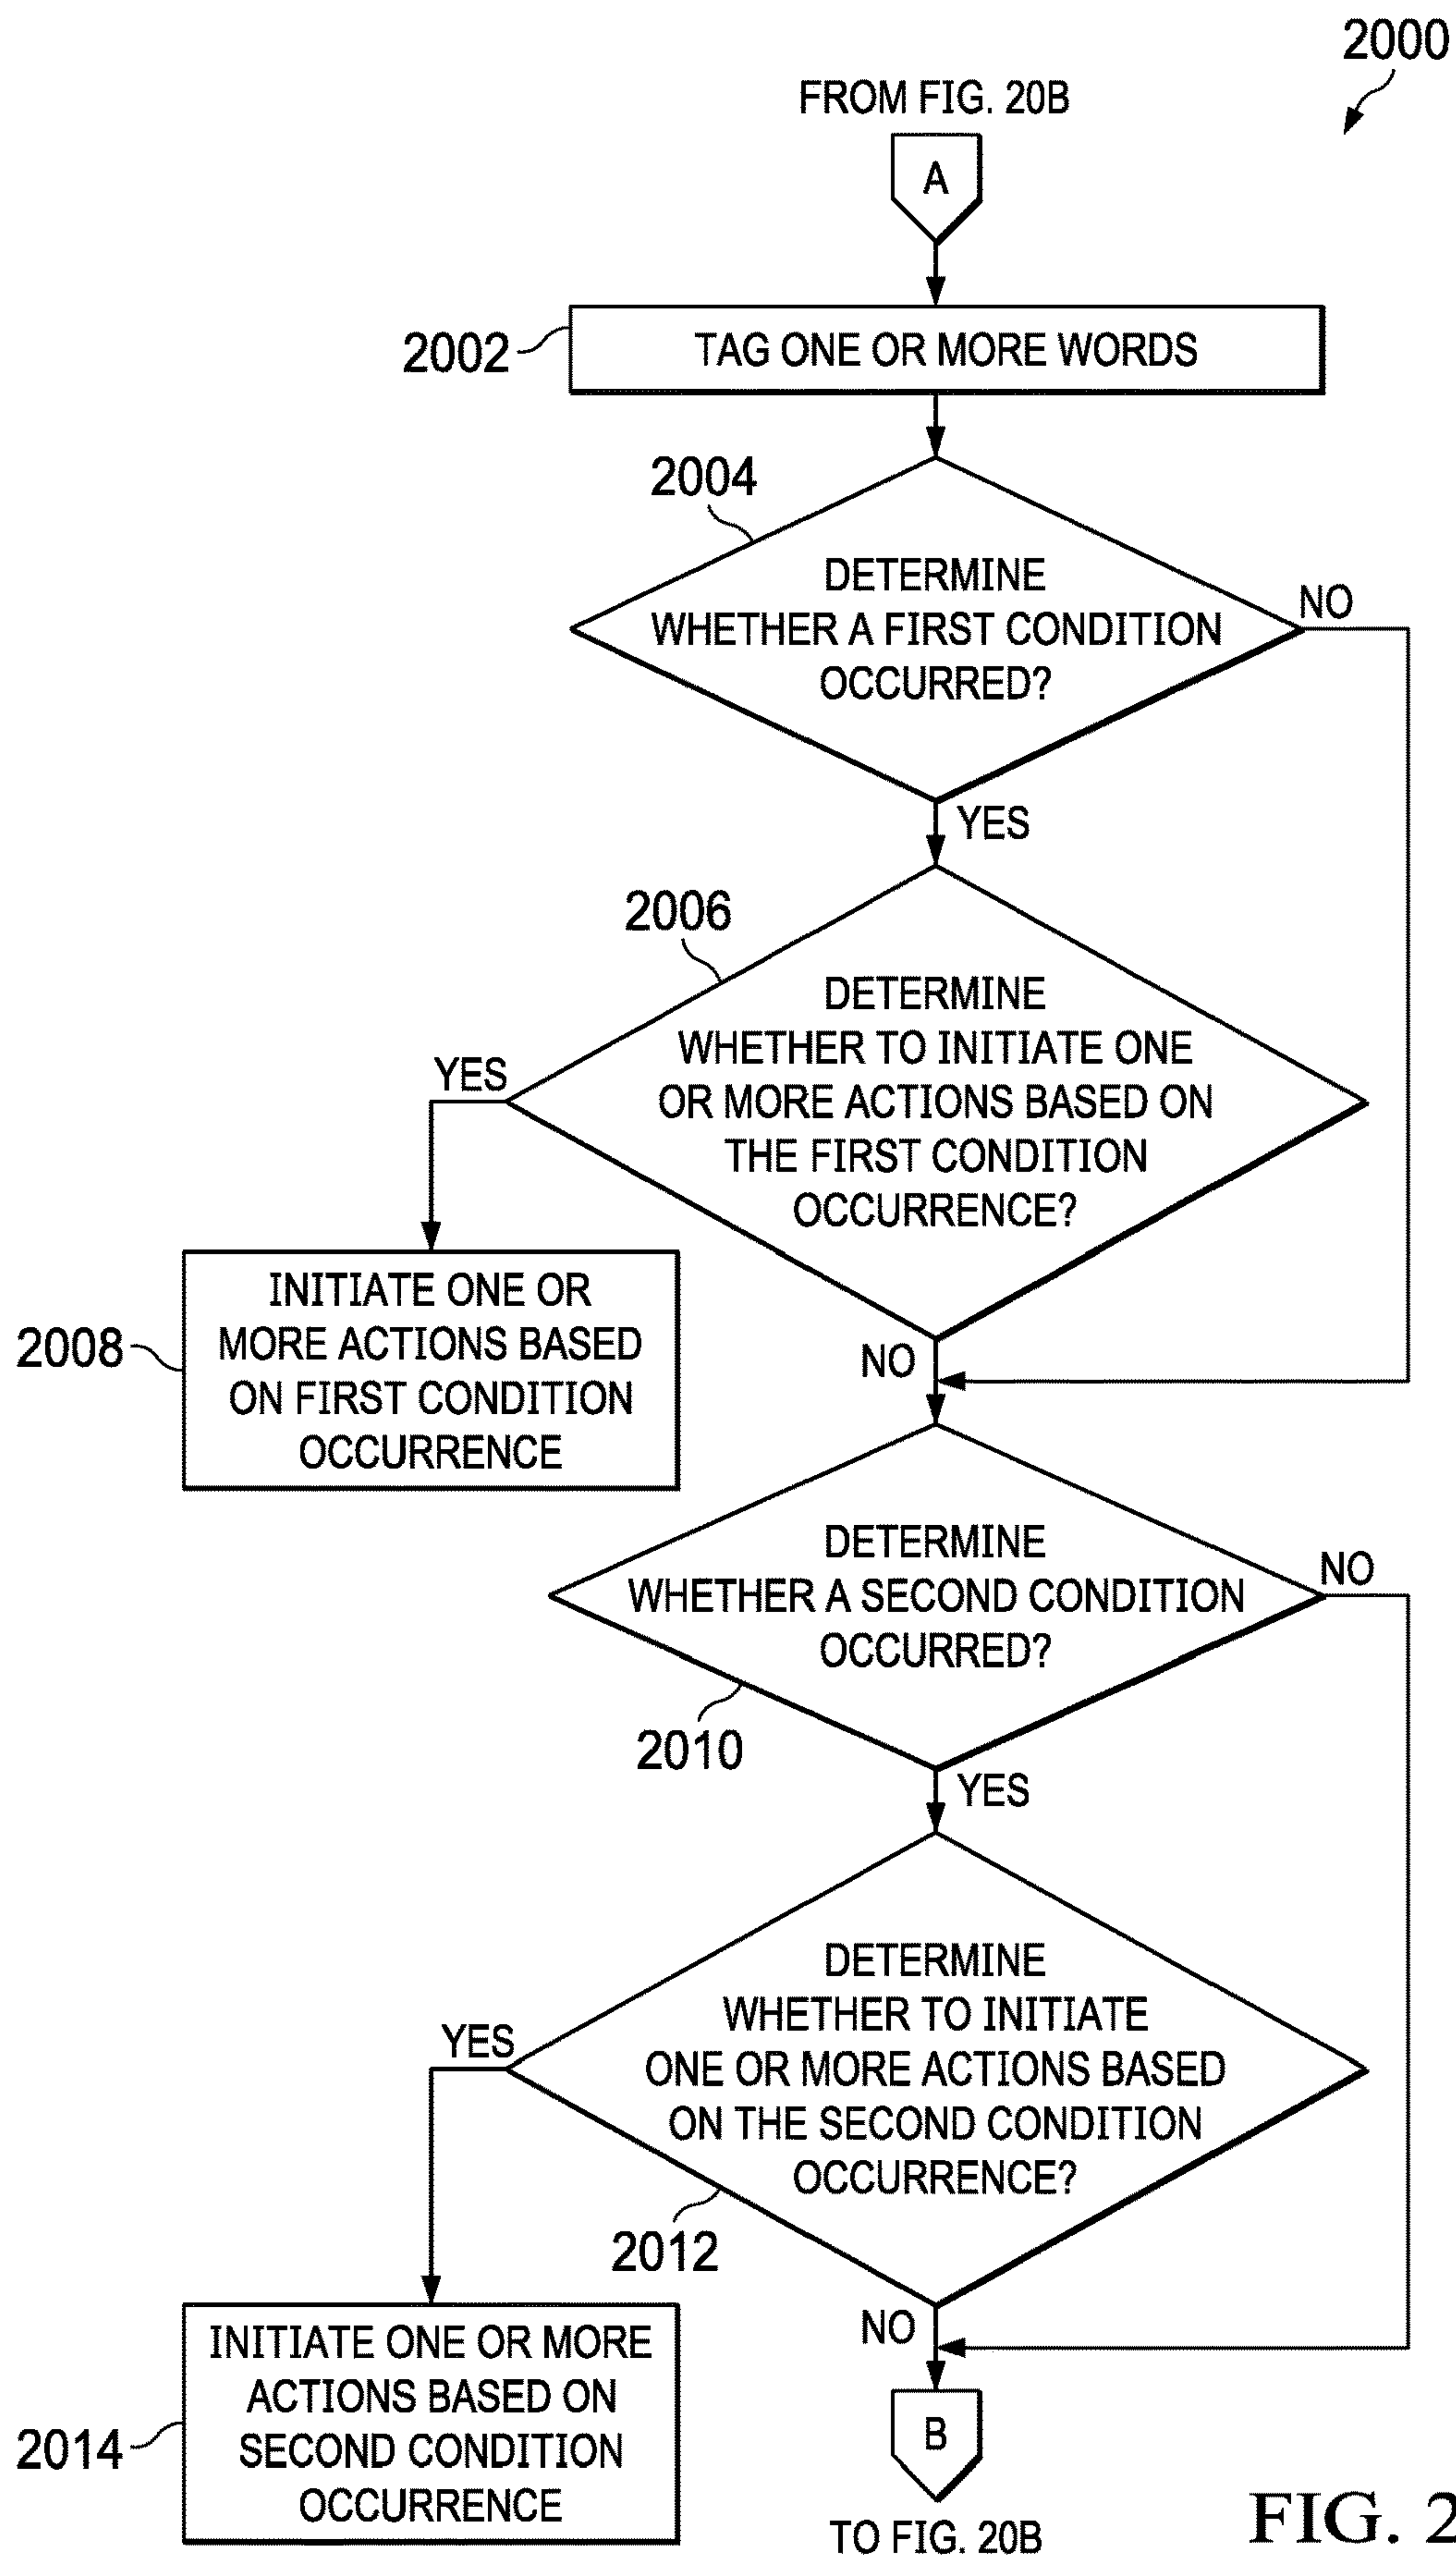 2000
FROM FIG. 20B
A
2002
TAG ONE OR MORE WORDS
2004
DETERMINE
WHETHER A FIRST CONDITION
OCCURRED?
NO
YES
2006
DETERMINE
WHETHER TO INITIATE ONE
OR MORE ACTIONS BASED ON
THE FIRST CONDITION
OCCURRENCE?
YES
NO
2008
INITIATE ONE OR
MORE ACTIONS BASED
ON FIRST CONDITION
OCCURRENCE
DETERMINE
WHETHER A SECOND CONDITION
OCCURRED?
NO
2010
YES
DETERMINE
WHETHER TO INITIATE
ONE OR MORE ACTIONS BASED
ON THE SECOND CONDITION
OCCURRENCE?
YES
2012
NO
2014
INITIATE ONE OR MORE
ACTIONS BASED ON
SECOND CONDITION
OCCURRENCE
B
TO FIG. 20B
FIG. 2